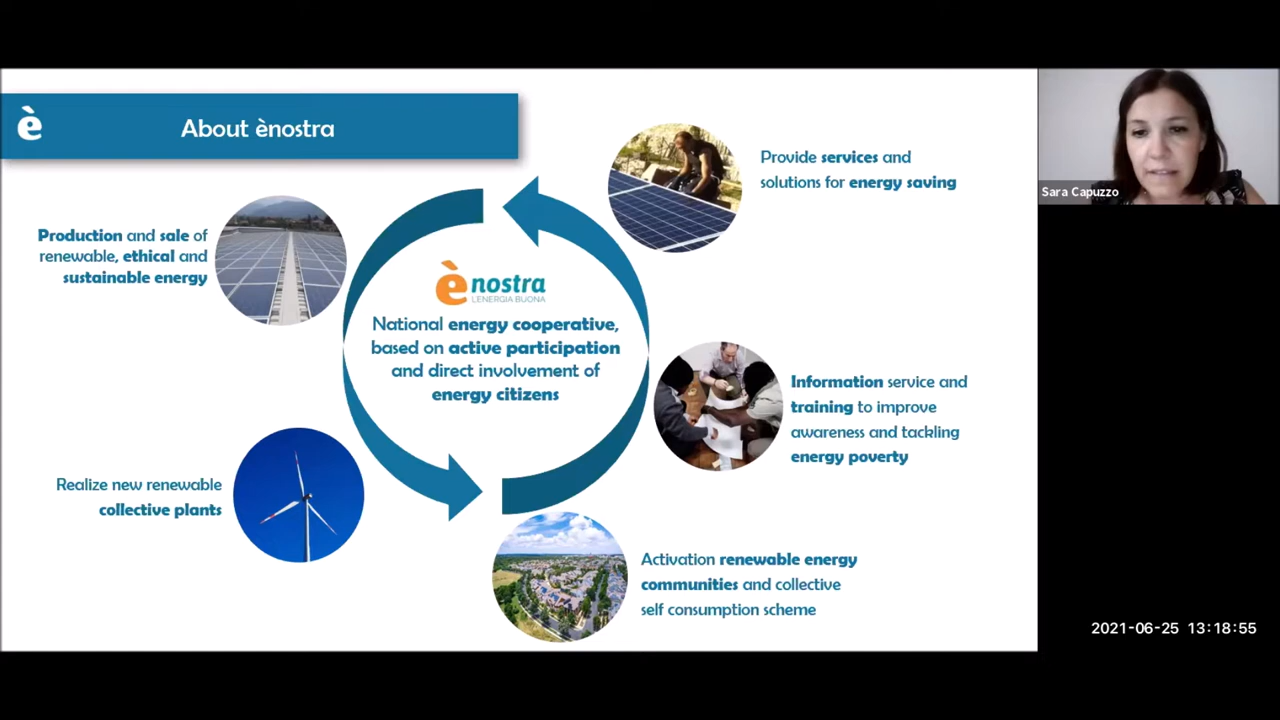 è
About ènostra
Provide services and
solutions for energy saving
Sara Capuzzo
Production and sale of
renewable, ethical and
sustainable energy
è nostra
L'ENERGIA BUONA
National energy cooperative,
based on active participation
and direct involvement of
energy citizens
Information service and
training to improve
awareness and tackling
energy poverty
Realize new renewable
collective plants
Activation renewable energy
communities and collective
self consumption scheme
2021-06-25 13:18:55